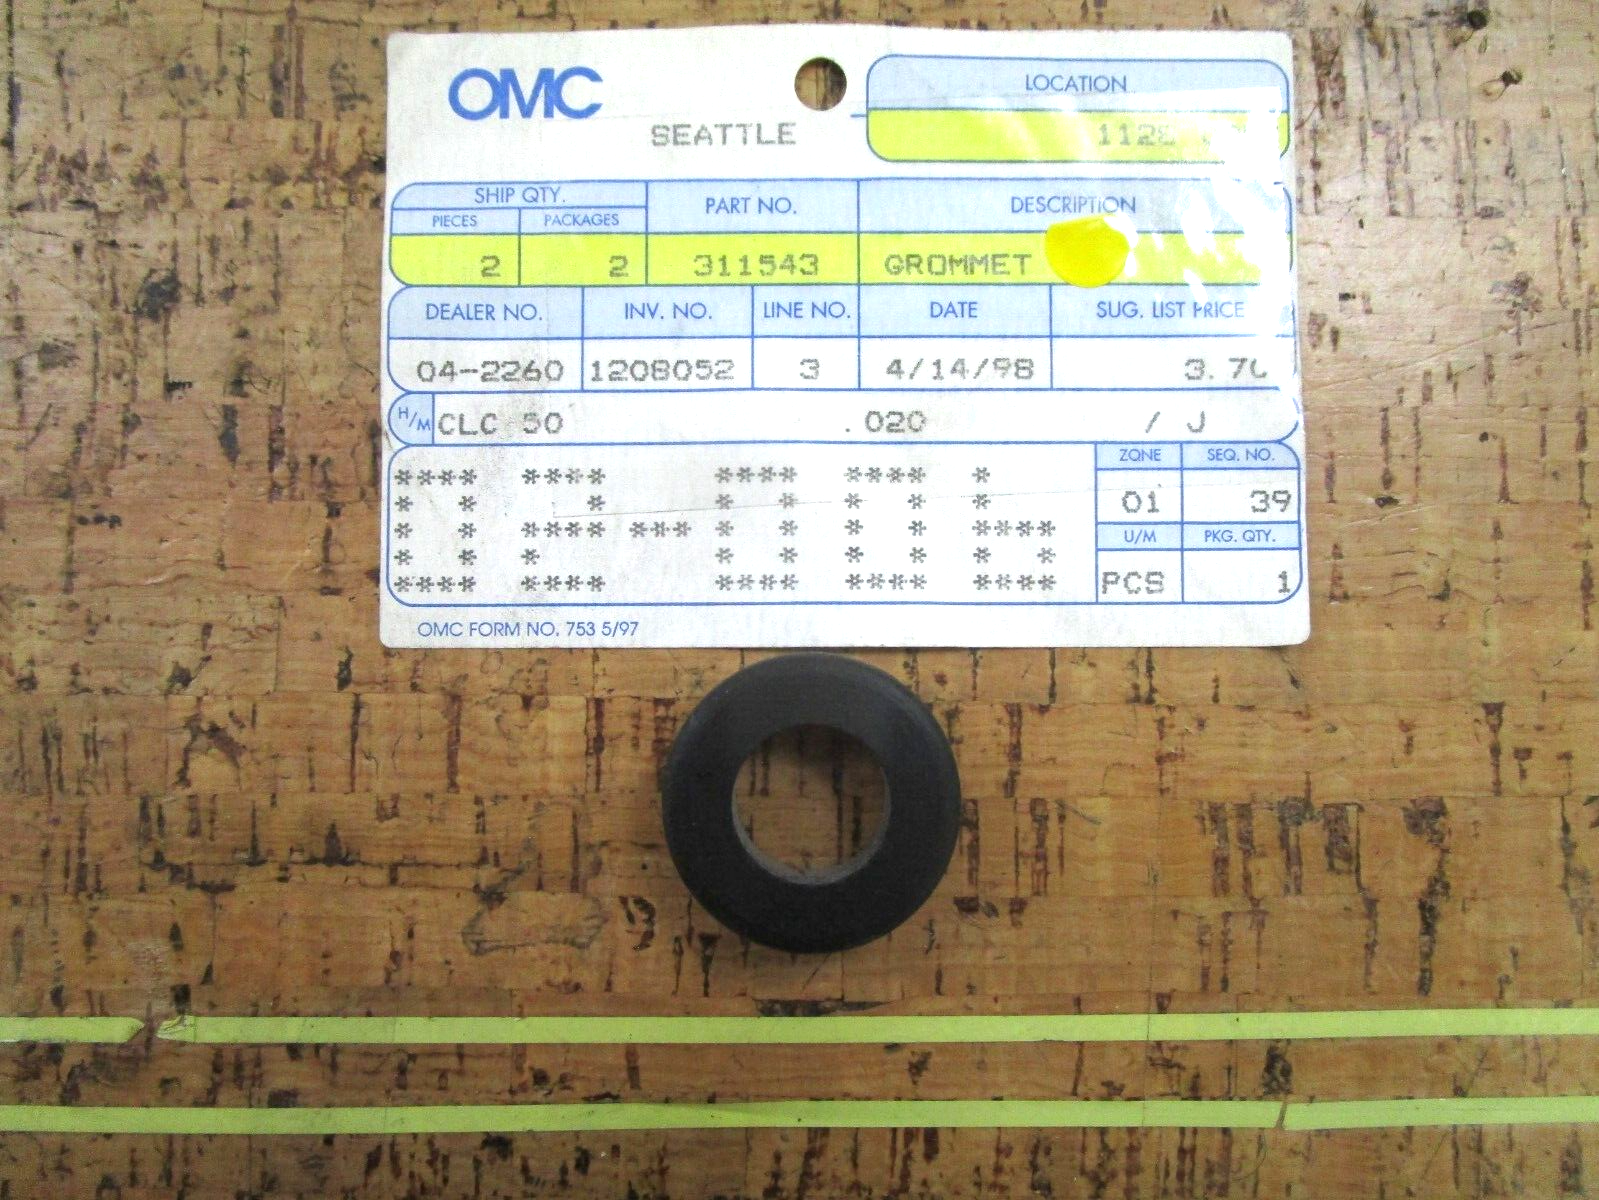 OMC
SEATTLE
LOCATION
SHIP QTY.
PIECES PACKAGES
PART NO.
DESCRIPTION
2 2 311543 GROMMET
DEALER NO. INV. NO. LINE NO. DATE SUG. LIST PRICE
04-2260 1208052 3 4/14/98
H/M CLC 50 .020 / J
**** **** **** **** *
* * * * * * * *
* * **** *** * * * * ****
* * * * * * * * *
**** **** **** **** ****
ZONE SEQ. NO.
01 39
U/M PKG. QTY.
PCS 1
OMC FORM NO. 753 5/97